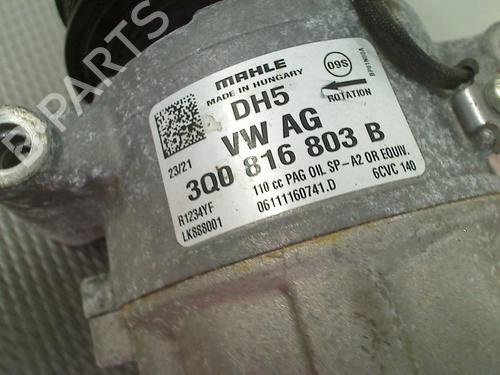 MAHLE
MADE IN HUNGARY
09S
DH5
ROTATION
VW AG
23/21
3Q0 816 803 B
R1234YF
110 cc PAG OIL SP-A2 OR EQUIV.
LK888001
06111160741.D
6CVC 140
B-PARTS